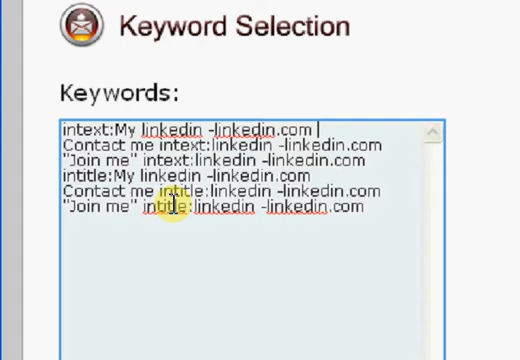 Keyword Selection
Keywords:
intext:My linkedin -linkedin.com
Contact me intext:linkedin -linkedin.com
"Join me" intext:linkedin -linkedin.com
intitle:My linkedin -linkedin.com
Contact me intitle:linkedin -linkedin.com
"Join me" intitle:linkedin -linkedin.com